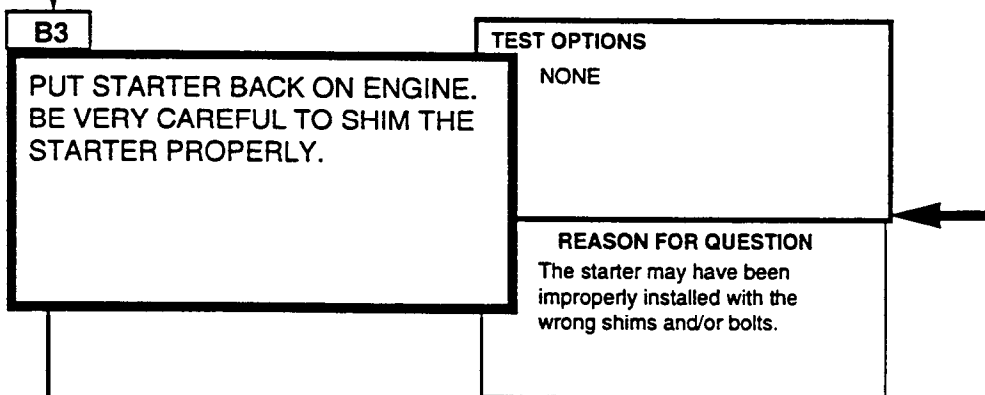 B3
PUT STARTER BACK ON ENGINE.
BE VERY CAREFUL TO SHIM THE
STARTER PROPERLY.
TEST OPTIONS
NONE
REASON FOR QUESTION
The starter may have been
improperly installed with the
wrong shims and/or bolts.